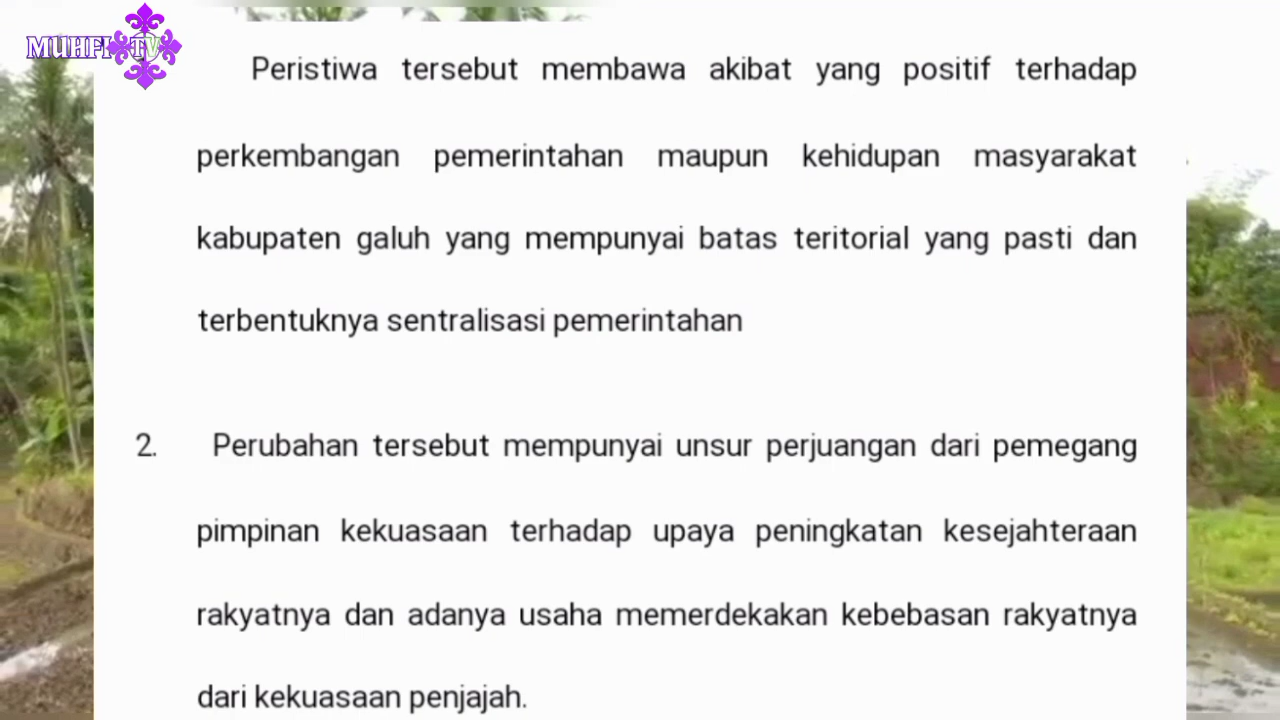 MUHFI TV
Peristiwa tersebut membawa akibat yang positif terhadap
perkembangan pemerintahan maupun kehidupan masyarakat
kabupaten galuh yang mempunyai batas teritorial yang pasti dan
terbentuknya sentralisasi pemerintahan
2. Perubahan tersebut mempunyai unsur perjuangan dari pemegang
pimpinan kekuasaan terhadap upaya peningkatan kesejahteraan
rakyatnya dan adanya usaha memerdekakan kebebasan rakyatnya
dari kekuasaan penjajah.